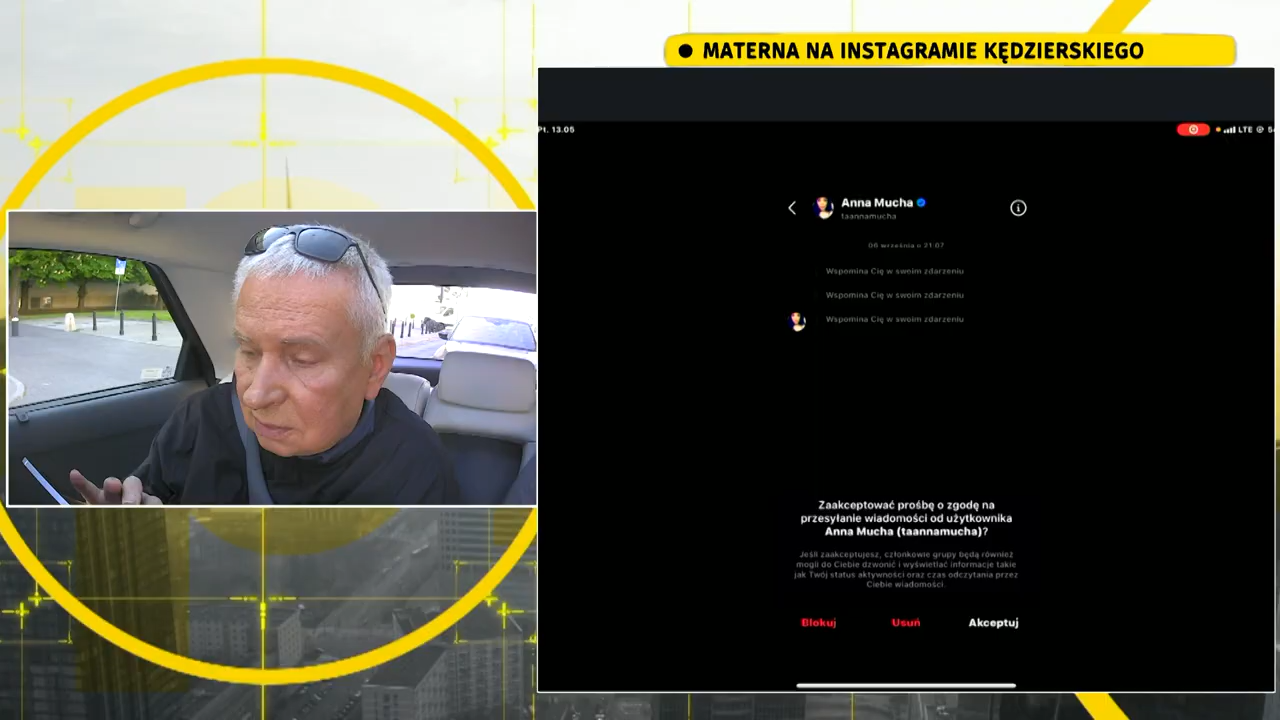 ● MATERNA NA INSTAGRAMIE KĘDZIERSKIEGO
Pt. 13.05
LTE
Anna Mucha
taannamucha
06 września o 21:07
Wspomina Cię w swoim zdarzeniu
Wspomina Cię w swoim zdarzeniu
Wspomina Cię w swoim zdarzeniu
Zaakceptować prośbę o zgodę na
przesyłanie wiadomości od użytkownika
Anna Mucha (taannamucha)?
Jeśli zaakceptujesz, członkowie grupy będą również
mogli do Ciebie dzwonić i wyświetlać informacje takie
jak Twój status aktywności oraz czas odczytania przez
Ciebie wiadomości.
Blokuj Usuń Akceptuj